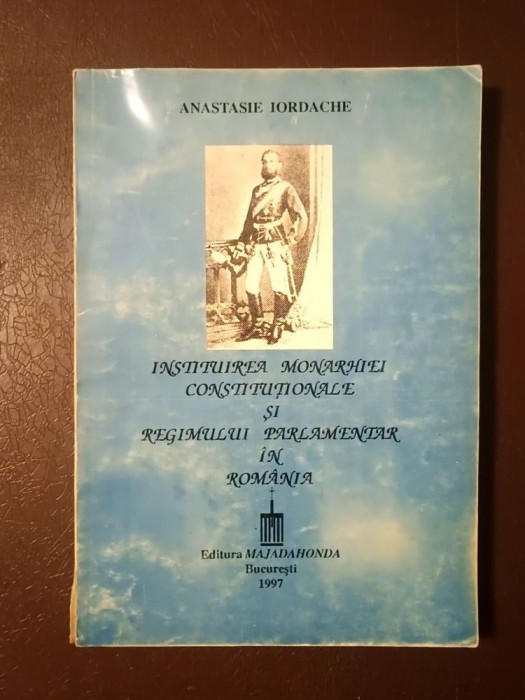 ANASTASIE IORDACHE
INSTITUIREA MONARHIEI
CONSTITUȚIONALE
ȘI
REGIMULUI PARLAMENTAR
ÎN
ROMÂNIA
Editura MAJADAHONDA
București
1997